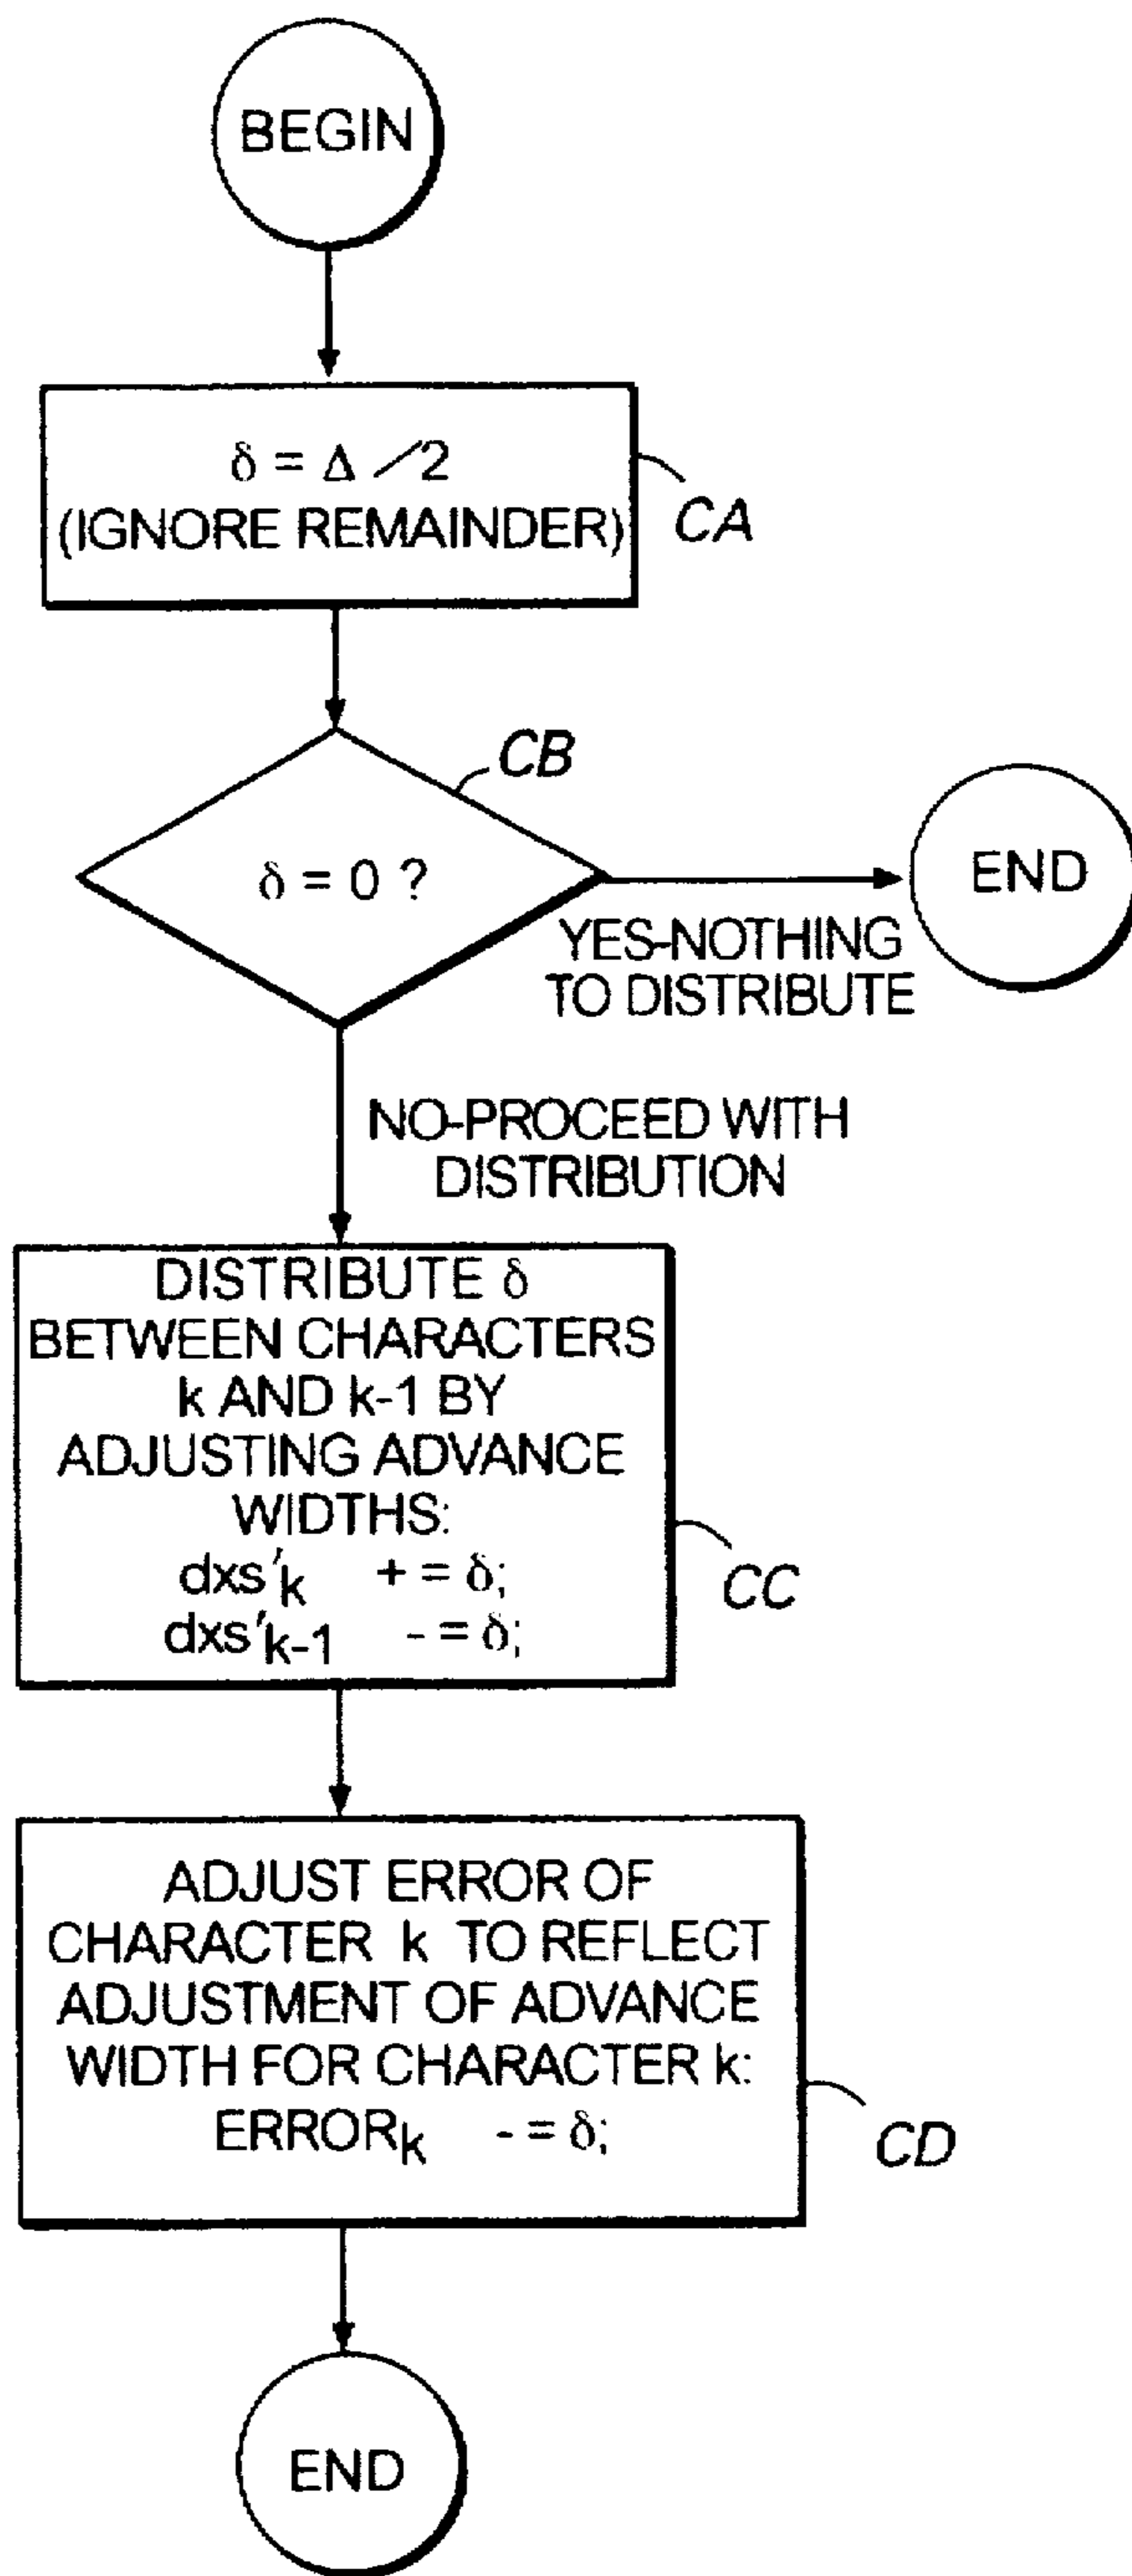 BEGIN
δ = Δ /2
(IGNORE REMAINDER)
CA
CB
δ = 0 ?
END
YES-NOTHING
TO DISTRIBUTE
NO-PROCEED WITH
DISTRIBUTION
DISTRIBUTE δ
BETWEEN CHARACTERS
k AND k-1 BY
ADJUSTING ADVANCE
WIDTHS:
dxs'k + = δ;
dxs'k-1 - = δ;
CC
ADJUST ERROR OF
CHARACTER k TO REFLECT
ADJUSTMENT OF ADVANCE
WIDTH FOR CHARACTER k:
ERRORk - = δ;
CD
END